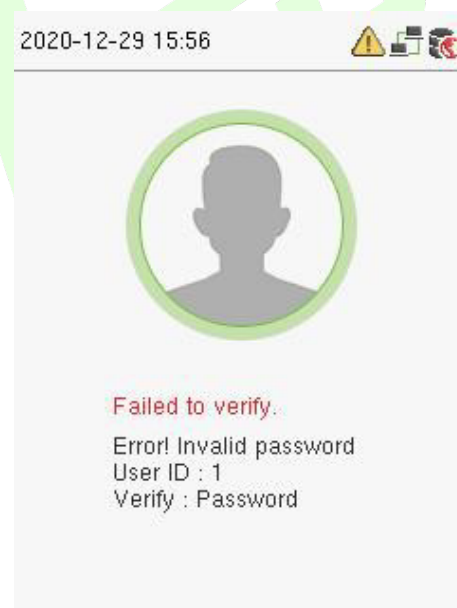 2020-12-29 15:56
Failed to verify.
Error! Invalid password
User ID : 1
Verify : Password